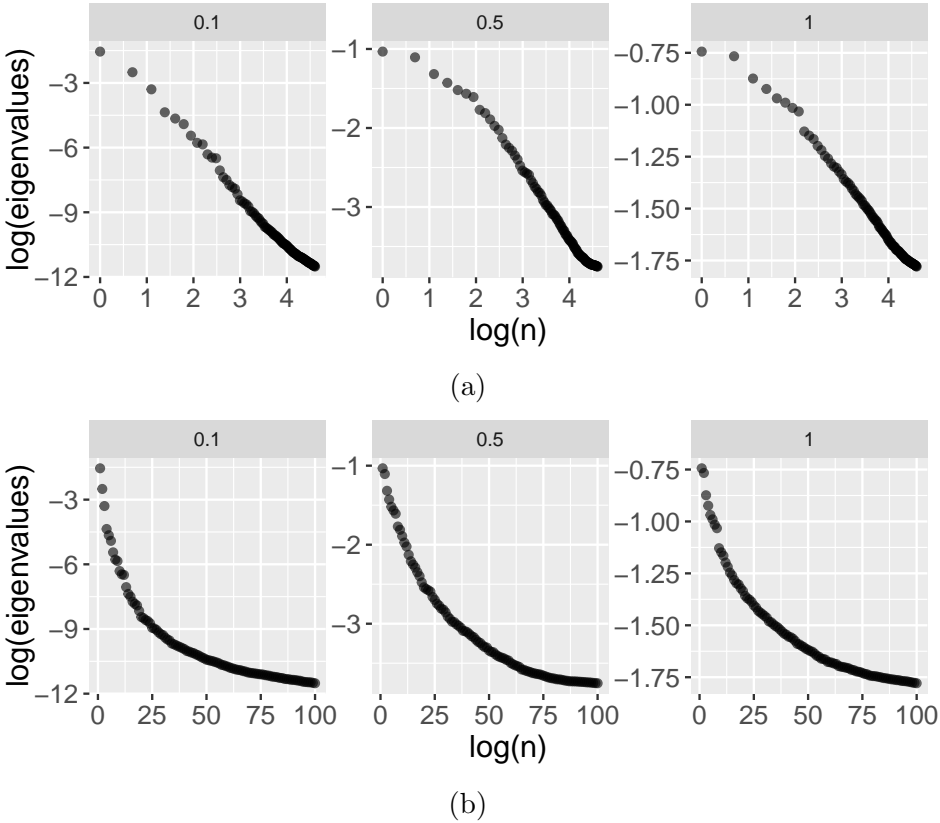 0.1 0.5 1
log(eigenvalues)
−3 −6 −9 −12
−1 −2 −3
−0.75 −1.00 −1.25 −1.50 −1.75
0 1 2 3 4 0 1 2 3 4 0 1 2 3 4
log(n)
(a)
0.1 0.5 1
log(eigenvalues)
−3 −6 −9 −12
−1 −2 −3
−0.75 −1.00 −1.25 −1.50 −1.75
0 25 50 75 100 0 25 50 75 100 0 25 50 75 100
log(n)
(b)